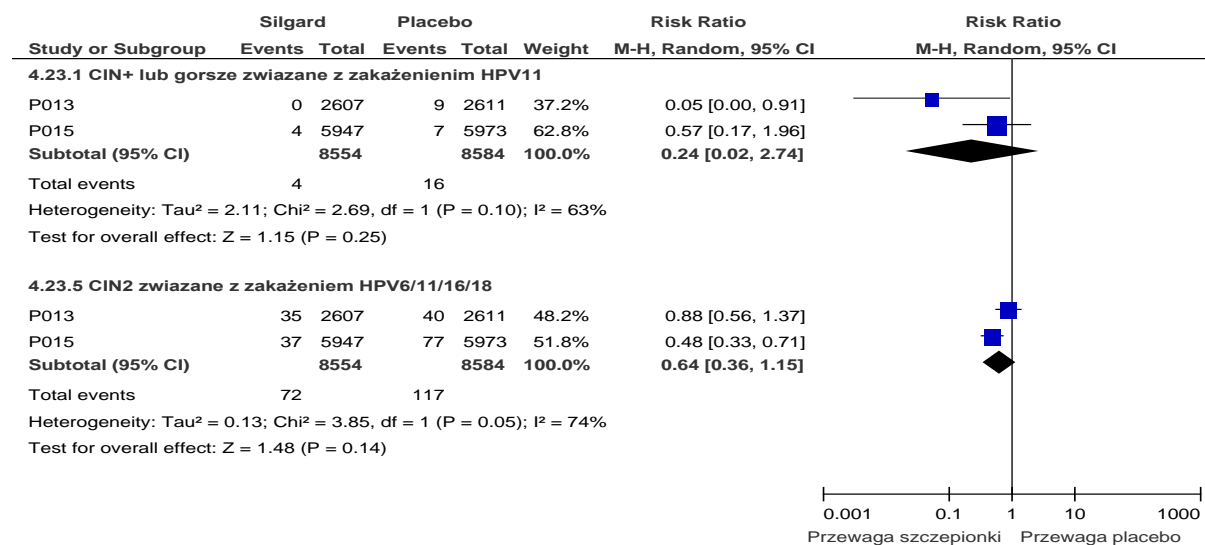 Silgard Placebo Risk Ratio Risk Ratio
Study or Subgroup Events Total Events Total Weight M-H, Random, 95% CI M-H, Random, 95% CI
4.23.1 CIN+ lub gorsze zwiazane z zakażenienim HPV11
P013 0 2607 9 2611 37.2% 0.05 [0.00, 0.91]
P015 4 5947 7 5973 62.8% 0.57 [0.17, 1.96]
Subtotal (95% CI) 8554 8584 100.0% 0.24 [0.02, 2.74]
Total events 4 16
Heterogeneity: Tau² = 2.11; Chi² = 2.69, df = 1 (P = 0.10); I² = 63%
Test for overall effect: Z = 1.15 (P = 0.25)
4.23.5 CIN2 zwiazane z zakażeniem HPV6/11/16/18
P013 35 2607 40 2611 48.2% 0.88 [0.56, 1.37]
P015 37 5947 77 5973 51.8% 0.48 [0.33, 0.71]
Subtotal (95% CI) 8554 8584 100.0% 0.64 [0.36, 1.15]
Total events 72 117
Heterogeneity: Tau² = 0.13; Chi² = 3.85, df = 1 (P = 0.05); I² = 74%
Test for overall effect: Z = 1.48 (P = 0.14)
0.001 0.1 1 10 1000
Przewaga szczepionki Przewaga placebo